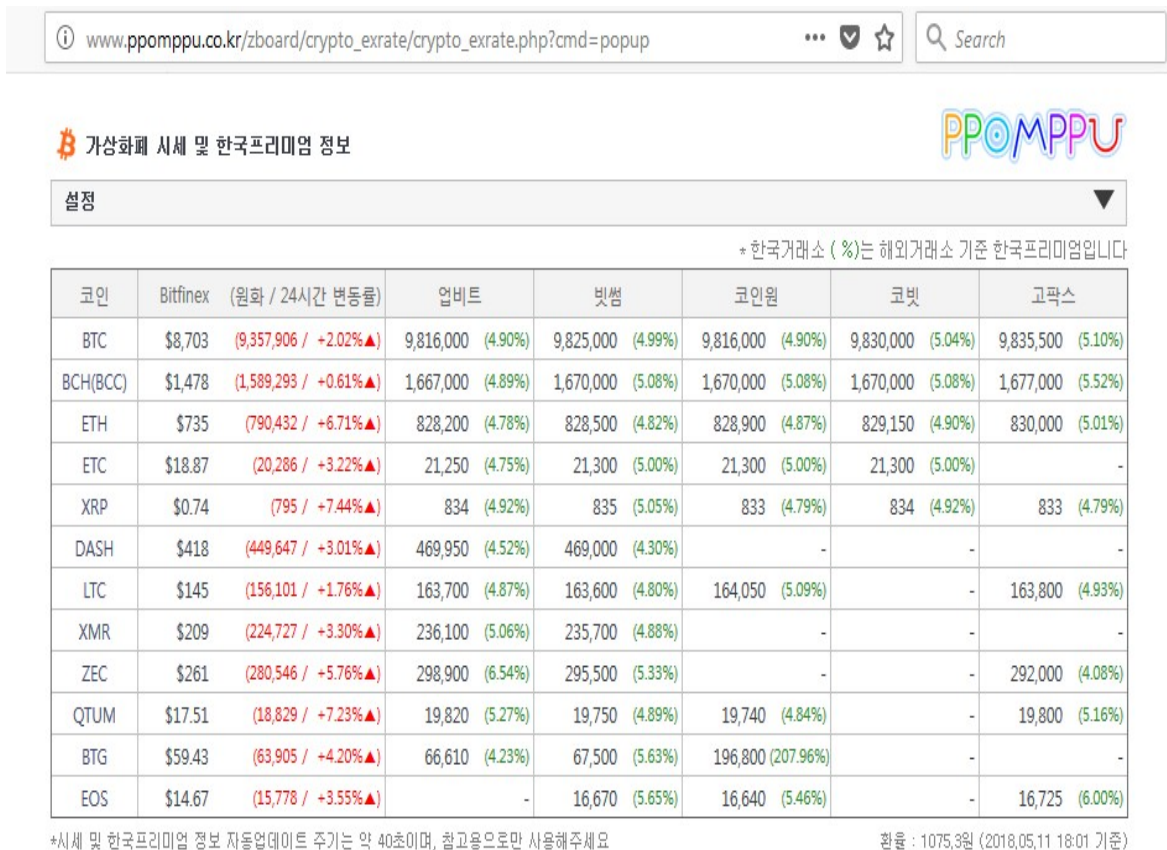 www.ppomppu.co.kr/zboard/crypto_exrate/crypto_exrate.php?cmd=popup Search
가상화폐 시세 및 한국프리미엄 정보 PPOMPPU
설정 ▼
* 한국거래소 ( %)는 해외거래소 기준 한국프리미엄입니다
코인 Bitfinex (원화 / 24시간 변동률) 업비트 빗썸 코인원 코빗 고팍스
BTC $8,703 (9,357,906 / +2.02%▲) 9,816,000 (4.90%) 9,825,000 (4.99%) 9,816,000 (4.90%) 9,830,000 (5.04%) 9,835,500 (5.10%)
BCH(BCC) $1,478 (1,589,293 / +0.61%▲) 1,667,000 (4.89%) 1,670,000 (5.08%) 1,670,000 (5.08%) 1,670,000 (5.08%) 1,677,000 (5.52%)
ETH $735 (790,432 / +6.71%▲) 828,200 (4.78%) 828,500 (4.82%) 828,900 (4.87%) 829,150 (4.90%) 830,000 (5.01%)
ETC $18.87 (20,286 / +3.22%▲) 21,250 (4.75%) 21,300 (5.00%) 21,300 (5.00%) 21,300 (5.00%) -
XRP $0.74 (795 / +7.44%▲) 834 (4.92%) 835 (5.05%) 833 (4.79%) 834 (4.92%) 833 (4.79%)
DASH $418 (449,647 / +3.01%▲) 469,950 (4.52%) 469,000 (4.30%) - - -
LTC $145 (156,101 / +1.76%▲) 163,700 (4.87%) 163,600 (4.80%) 164,050 (5.09%) - 163,800 (4.93%)
XMR $209 (224,727 / +3.30%▲) 236,100 (5.06%) 235,700 (4.88%) - - -
ZEC $261 (280,546 / +5.76%▲) 298,900 (6.54%) 295,500 (5.33%) - - 292,000 (4.08%)
QTUM $17.51 (18,829 / +7.23%▲) 19,820 (5.27%) 19,750 (4.89%) 19,740 (4.84%) - 19,800 (5.16%)
BTG $59.43 (63,905 / +4.20%▲) 66,610 (4.23%) 67,500 (5.63%) 196,800 (207.96%) - -
EOS $14.67 (15,778 / +3.55%▲) - 16,670 (5.65%) 16,640 (5.46%) - 16,725 (6.00%)
*시세 및 한국프리미엄 정보 자동업데이트 주기는 약 40초이며, 참고용으로만 사용해주세요 환율 : 1075.3원 (2018.05.11 18:01 기준)